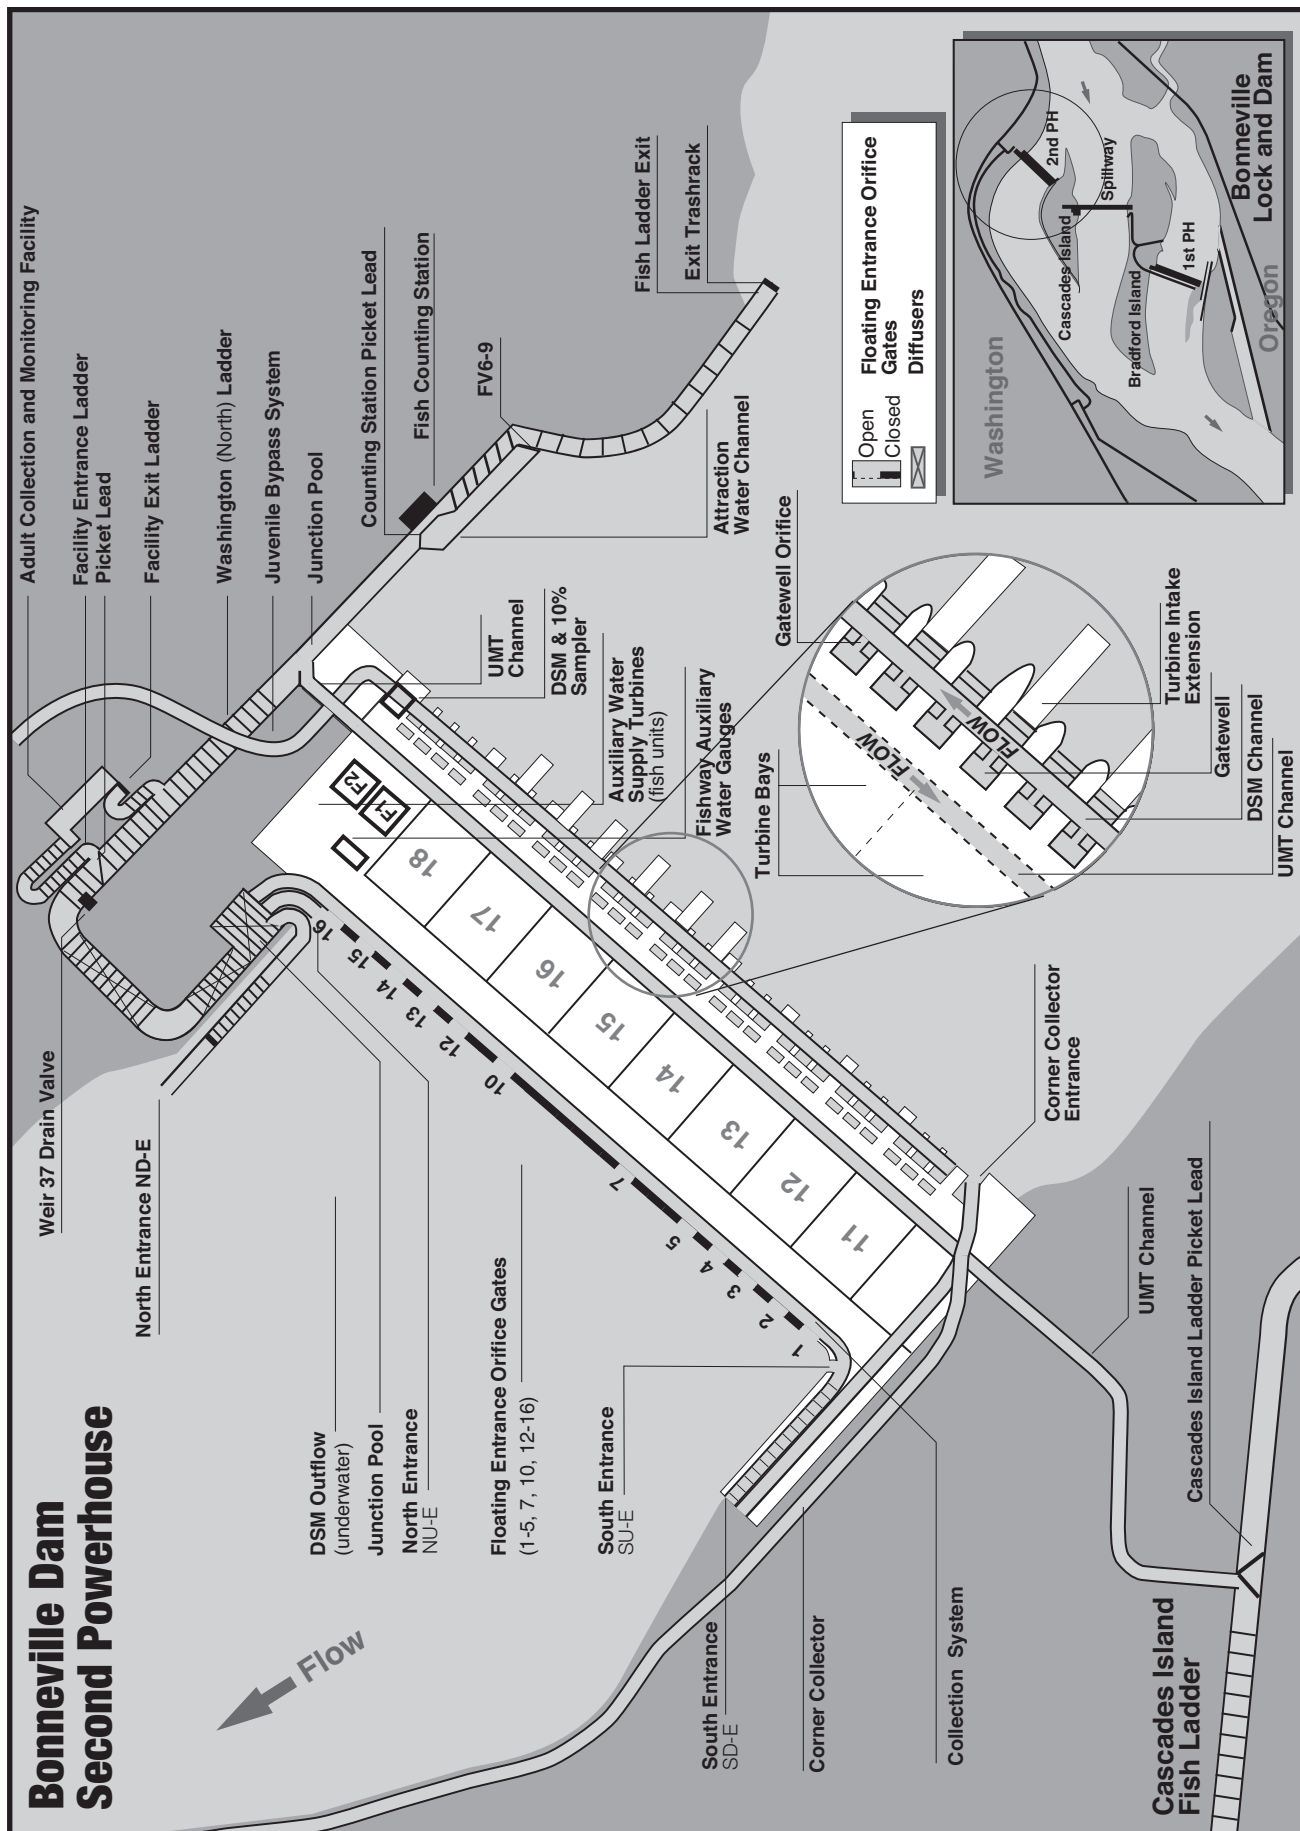 Bonneville Dam
Second Powerhouse
Flow
Adult Collection and Monitoring Facility
Facility Entrance Ladder
Picket Lead
Facility Exit Ladder
Washington (North) Ladder
Juvenile Bypass System
Junction Pool
Counting Station Picket Lead
Fish Counting Station
FV6-9
Fish Ladder Exit
Exit Trashrack
Attraction
Water Channel
UMT
Channel
DSM & 10%
Sampler
Auxiliary Water
Supply Turbines
(fish units)
Fishway Auxiliary
Water Gauges
Weir 37 Drain Valve
North Entrance ND-E
DSM Outflow
(underwater)
Junction Pool
North Entrance
NU-E
Floating Entrance Orifice Gates
(1-5, 7, 10, 12-16)
South Entrance
SU-E
South Entrance
SD-E
Corner Collector
Collection System
Corner Collector
Entrance
UMT Channel
Cascades Island Ladder Picket Lead
Cascades Island
Fish Ladder
F2
F1
18
17
16
15
14
13
12
11
16
15
14
13
12
10
7
5
4
3
2
1
Gatewell Orifice
Turbine Bays
FLOW
FLOW
Turbine Intake
Extension
Gatewell
DSM Channel
UMT Channel
Open
Closed
Floating Entrance Orifice
Gates
Diffusers
Washington
Cascades Island
2nd PH
Spillway
Bradford Island
1st PH
Oregon
Bonneville
Lock and Dam